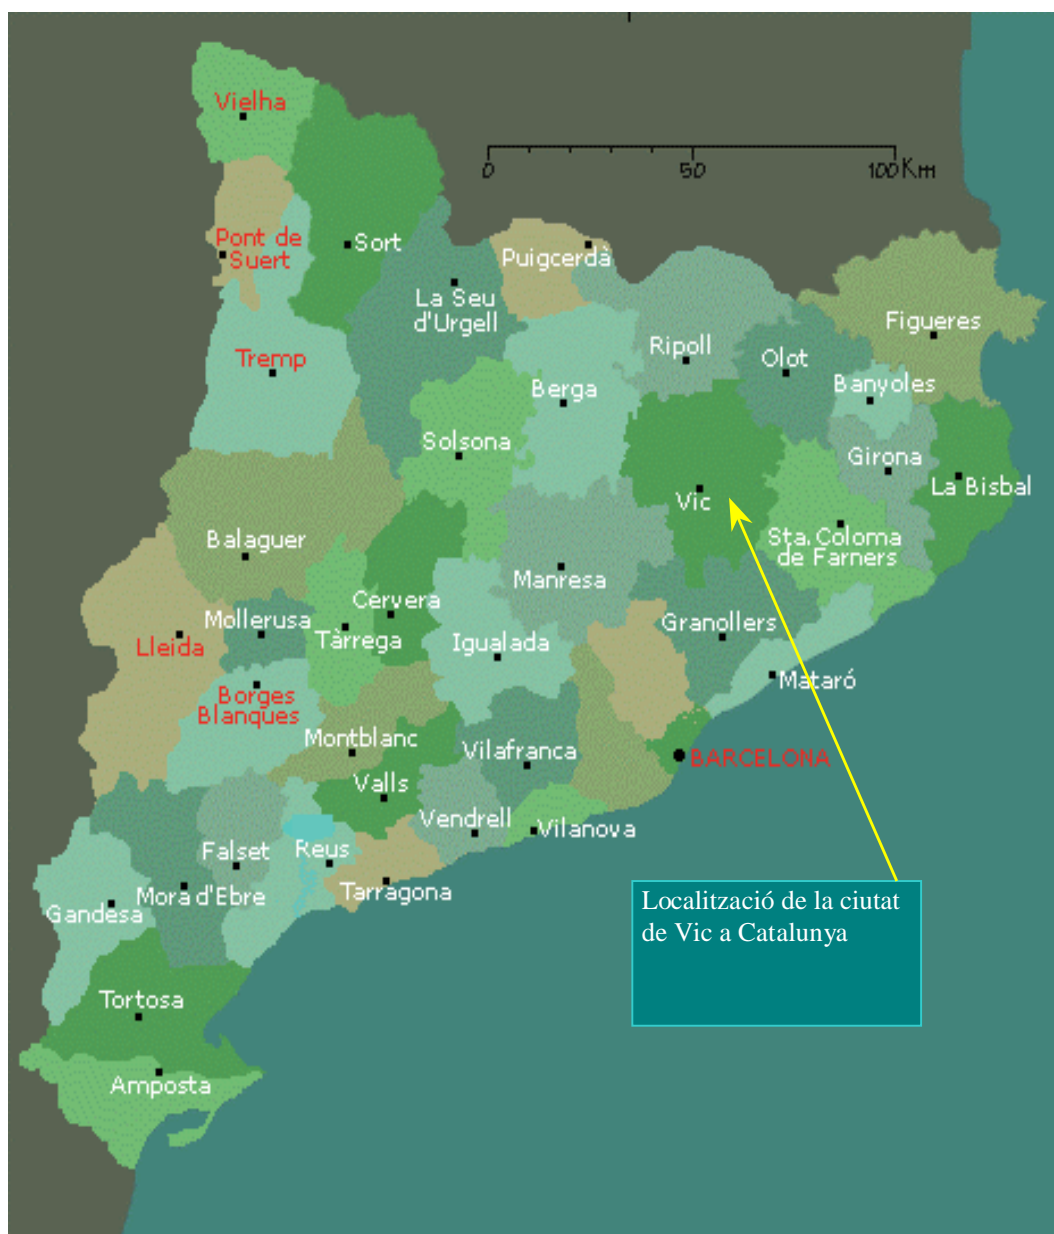 Vielha
0 50 100 Km
Pont de
Suert
Sort
Puigcerdà
La Seu
d'Urgell
Figueres
Ripoll
Olot
Tremp
Berga
Banyoles
Solsona
Girona
La Bisbal
Vic
Balaguer
Sta. Coloma
de Farners
Manresa
Cervera
Mollerusa
Granollers
Tàrrega
Igualada
Lleida
Mataró
Borges
Blanques
Montblanc
Vilafranca
BARCELONA
Valls
Vendrell
Vilanova
Falset
Reus
Mora d'Ebre
Tarragona
Gandesa
Localització de la ciutat
de Vic a Catalunya
Tortosa
Amposta